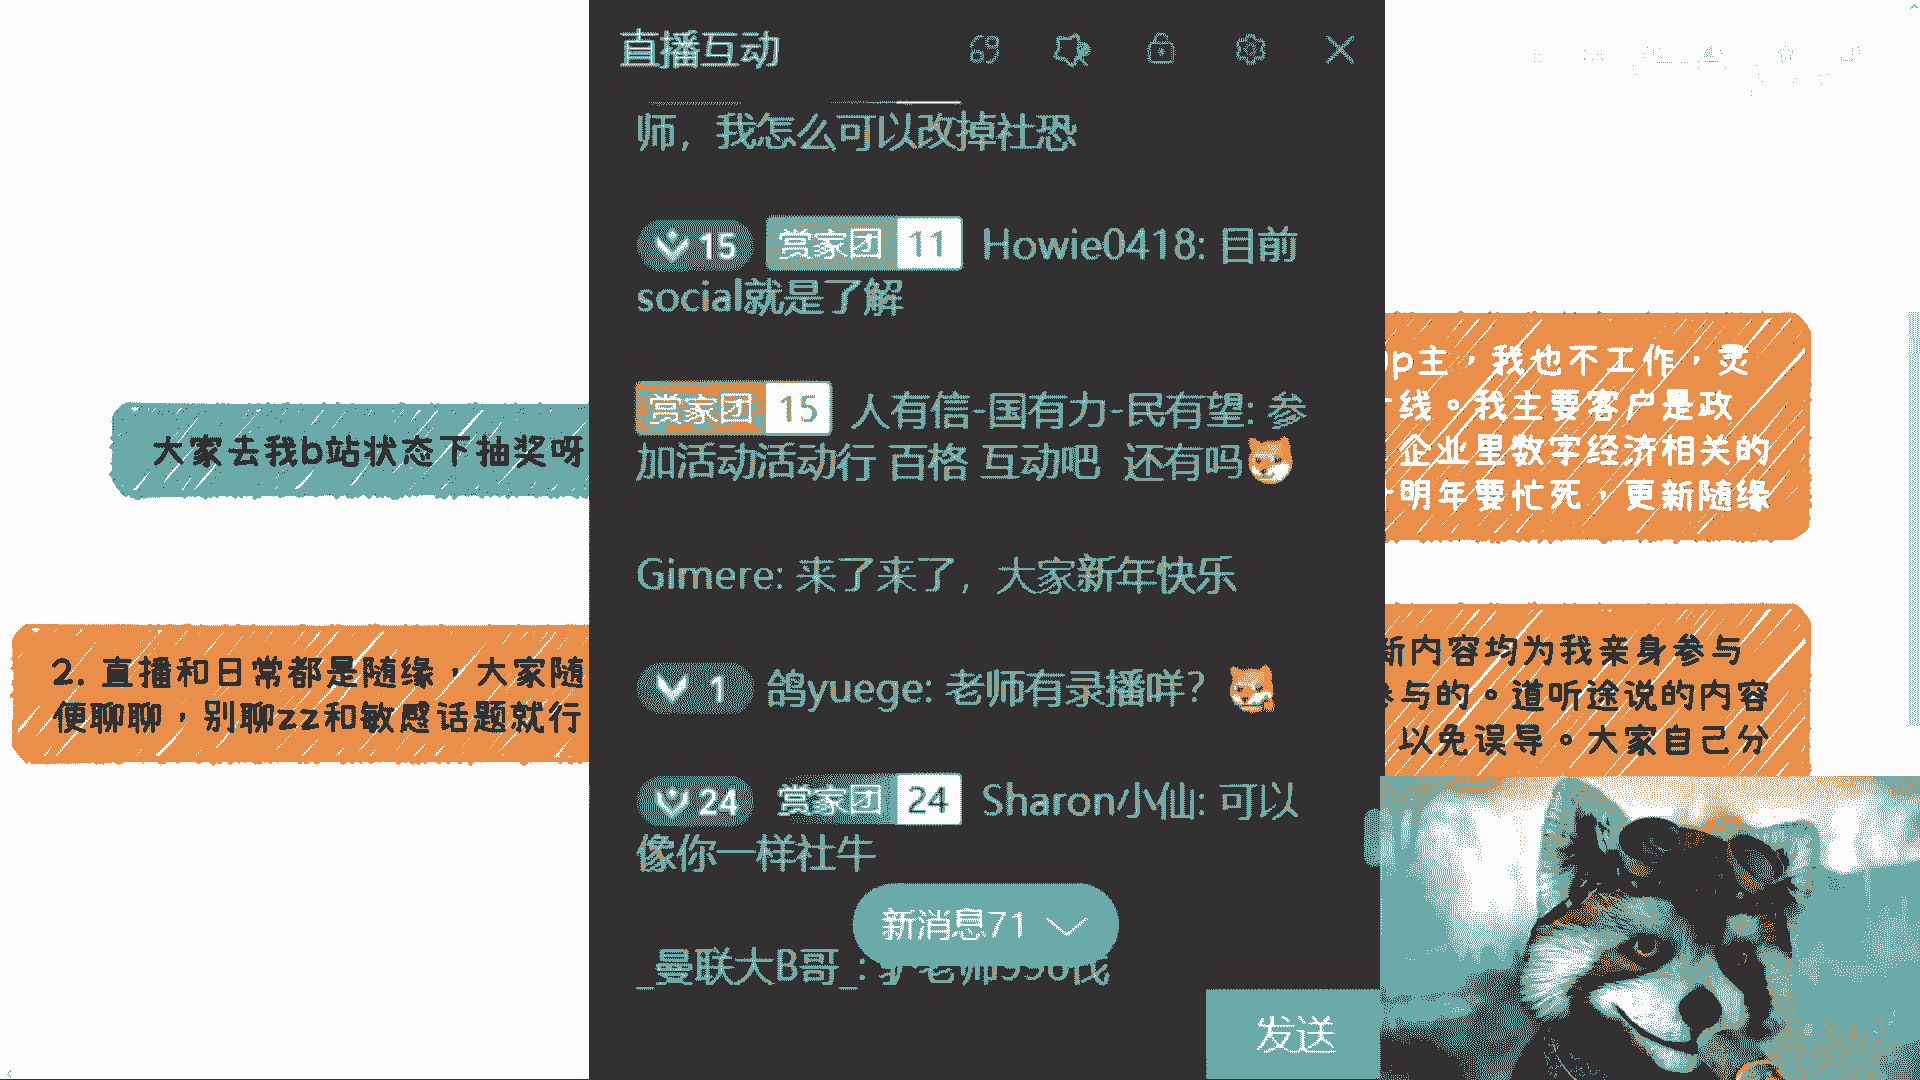 直播互动
师，我怎么可以改掉社恐
15 赏家团 11 Howie0418: 目前
social就是了解
赏家团 15 人有信-国有力-民有望: 参
加活动活动行 百格 互动吧 还有吗
Gimere: 来了来了，大家新年快乐
1 鸽yuege: 老师有录播咩？
24 赏家团 24 Sharon小仙: 可以
像你一样社牛
新消息71
_曼联大B哥_:
发送
大家去我b站状态下抽奖呀
2. 直播和日常都是随缘，大家随
便聊聊，别聊zz和敏感话题就行
p主，我也不工作，灵
线。我主要客户是政
企业里数字经济相关的
明年要忙死，更新随缘
新内容均为我亲身参与
参与的。道听途说的内容
以免误导。大家自己分